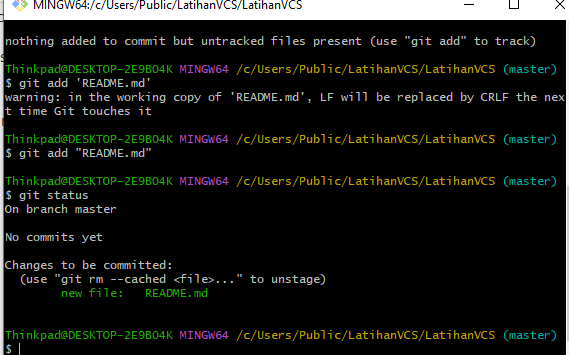 MINGW64:/c/Users/Public/LatihanVCS/LatihanVCS
nothing added to commit but untracked files present (use "git add" to track)
Thinkpad@DESKTOP-2E9B04K MINGW64 /c/Users/Public/LatihanVCS/LatihanVCS (master)
$ git add 'README.md'
warning: in the working copy of 'README.md', LF will be replaced by CRLF the nex
t time Git touches it
Thinkpad@DESKTOP-2E9B04K MINGW64 /c/Users/Public/LatihanVCS/LatihanVCS (master)
$ git add "README.md"
Thinkpad@DESKTOP-2E9B04K MINGW64 /c/Users/Public/LatihanVCS/LatihanVCS (master)
$ git status
On branch master
No commits yet
Changes to be committed:
(use "git rm --cached <file>..." to unstage)
new file:   README.md
Thinkpad@DESKTOP-2E9B04K MINGW64 /c/Users/Public/LatihanVCS/LatihanVCS (master)
$